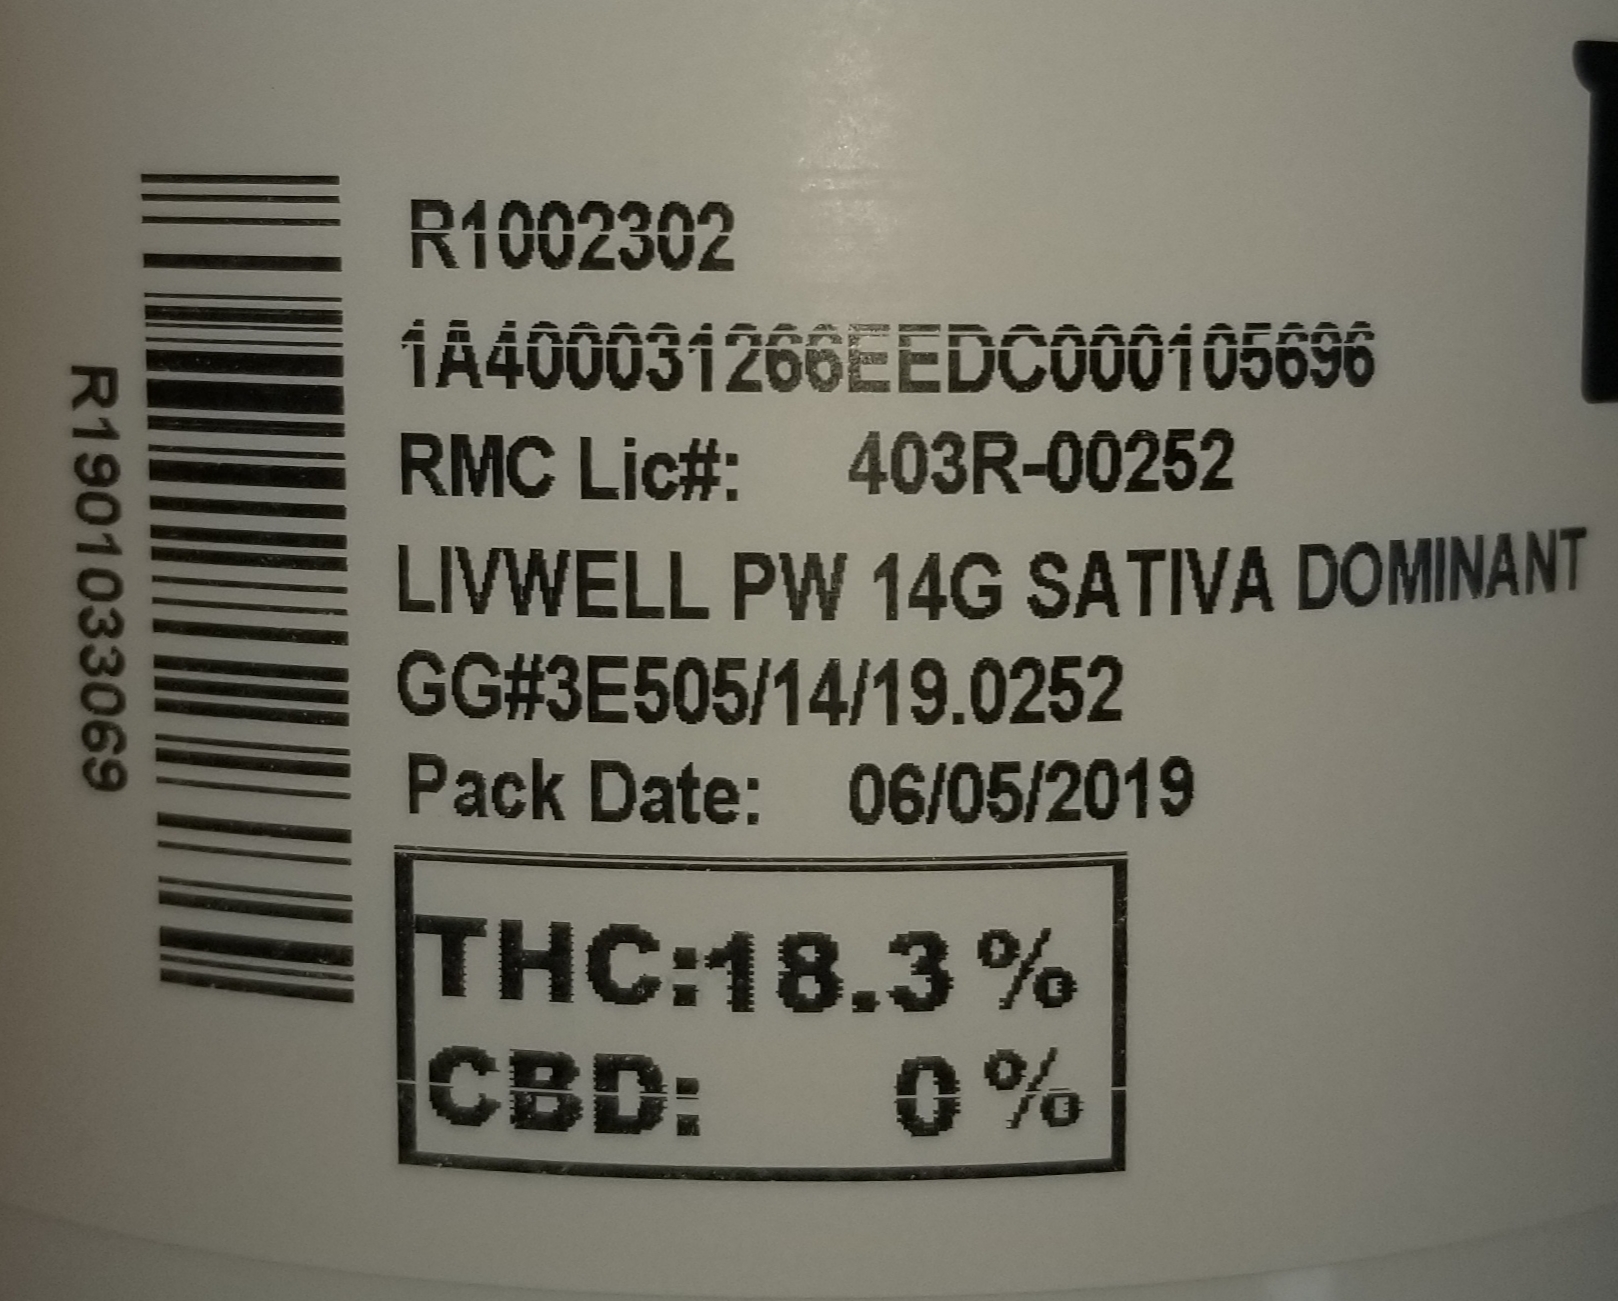 R1002302
1A400031266EEDC000105696
RMC Lic#: 403R-00252
LIVWELL PW 14G SATIVA DOMINANT
GG#3E505/14/19.0252
Pack Date: 06/05/2019
THC:18.3%
CBD: 0%
R1901033069